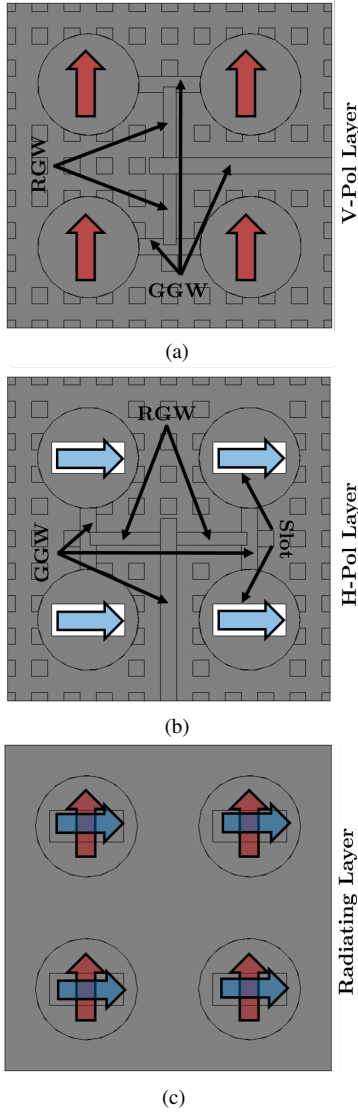 RGW
GGW
V-Pol Layer
(a)
RGW
GGW
Slot
H-Pol Layer
(b)
Radiating Layer
(c)